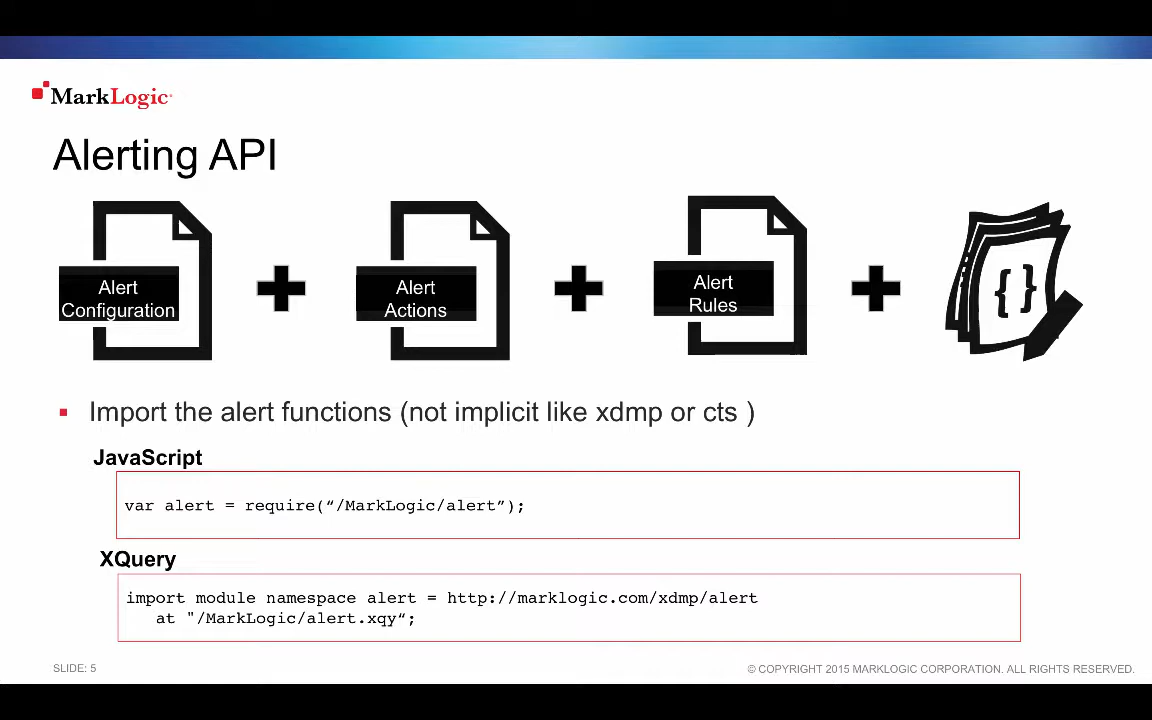 MarkLogic
Alerting API
Alert
Configuration
Alert
Actions
Alert
Rules
{ }
Import the alert functions (not implicit like xdmp or cts )
JavaScript
var alert = require(“/MarkLogic/alert”);
XQuery
import module namespace alert = http://marklogic.com/xdmp/alert
at "/MarkLogic/alert.xqy“;
SLIDE: 5
© COPYRIGHT 2015 MARKLOGIC CORPORATION. ALL RIGHTS RESERVED.